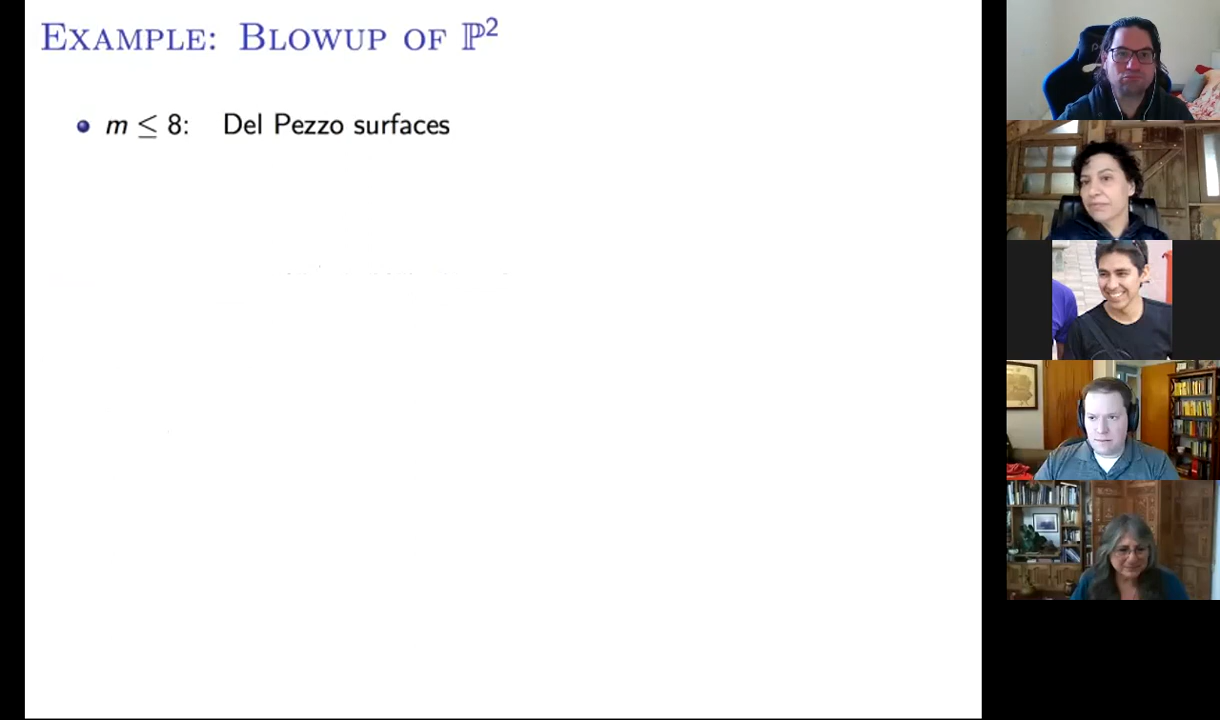 EXAMPLE: BLOWUP OF ℙ²
m ≤ 8: Del Pezzo surfaces